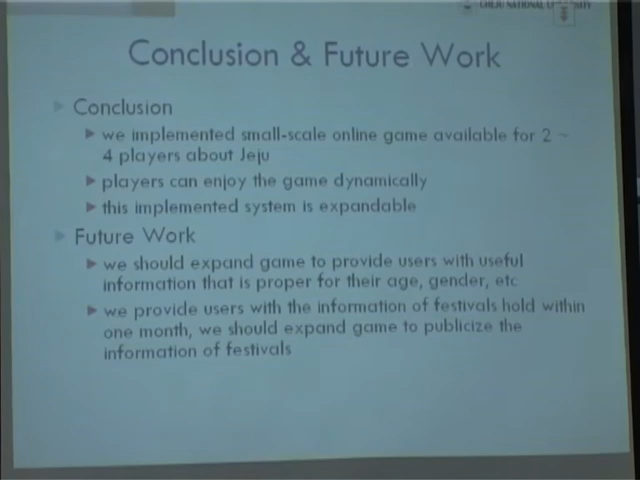 CHEJU NATIONAL
Conclusion & Future Work
Conclusion
we implemented small-scale online game available for 2 ~
4 players about Jeju
players can enjoy the game dynamically
this implemented system is expandable
Future Work
we should expand game to provide users with useful
information that is proper for their age, gender, etc
we provide users with the information of festivals hold within
one month, we should expand game to publicize the
information of festivals